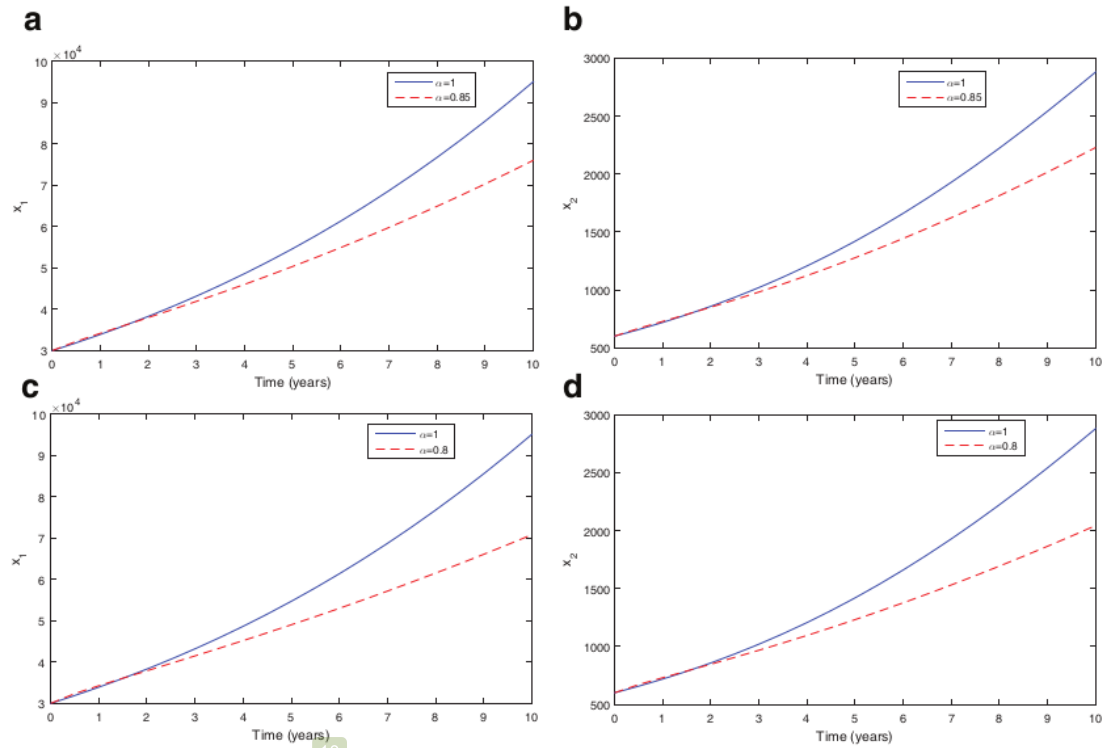 a
×10⁴
10
9
8
7
6
5
4
3
x₁
α=1
α=0.85
0 1 2 3 4 5 6 7 8 9 10
Time (years)
b
3000
2500
2000
1500
1000
500
x₂
α=1
α=0.85
0 1 2 3 4 5 6 7 8 9 10
Time (years)
c
×10⁴
10
9
8
7
6
5
4
3
x₁
α=1
α=0.8
0 1 2 3 4 5 6 7 8 9 10
Time (years)
d
3000
2500
2000
1500
1000
500
x₂
α=1
α=0.8
0 1 2 3 4 5 6 7 8 9 10
Time (years)